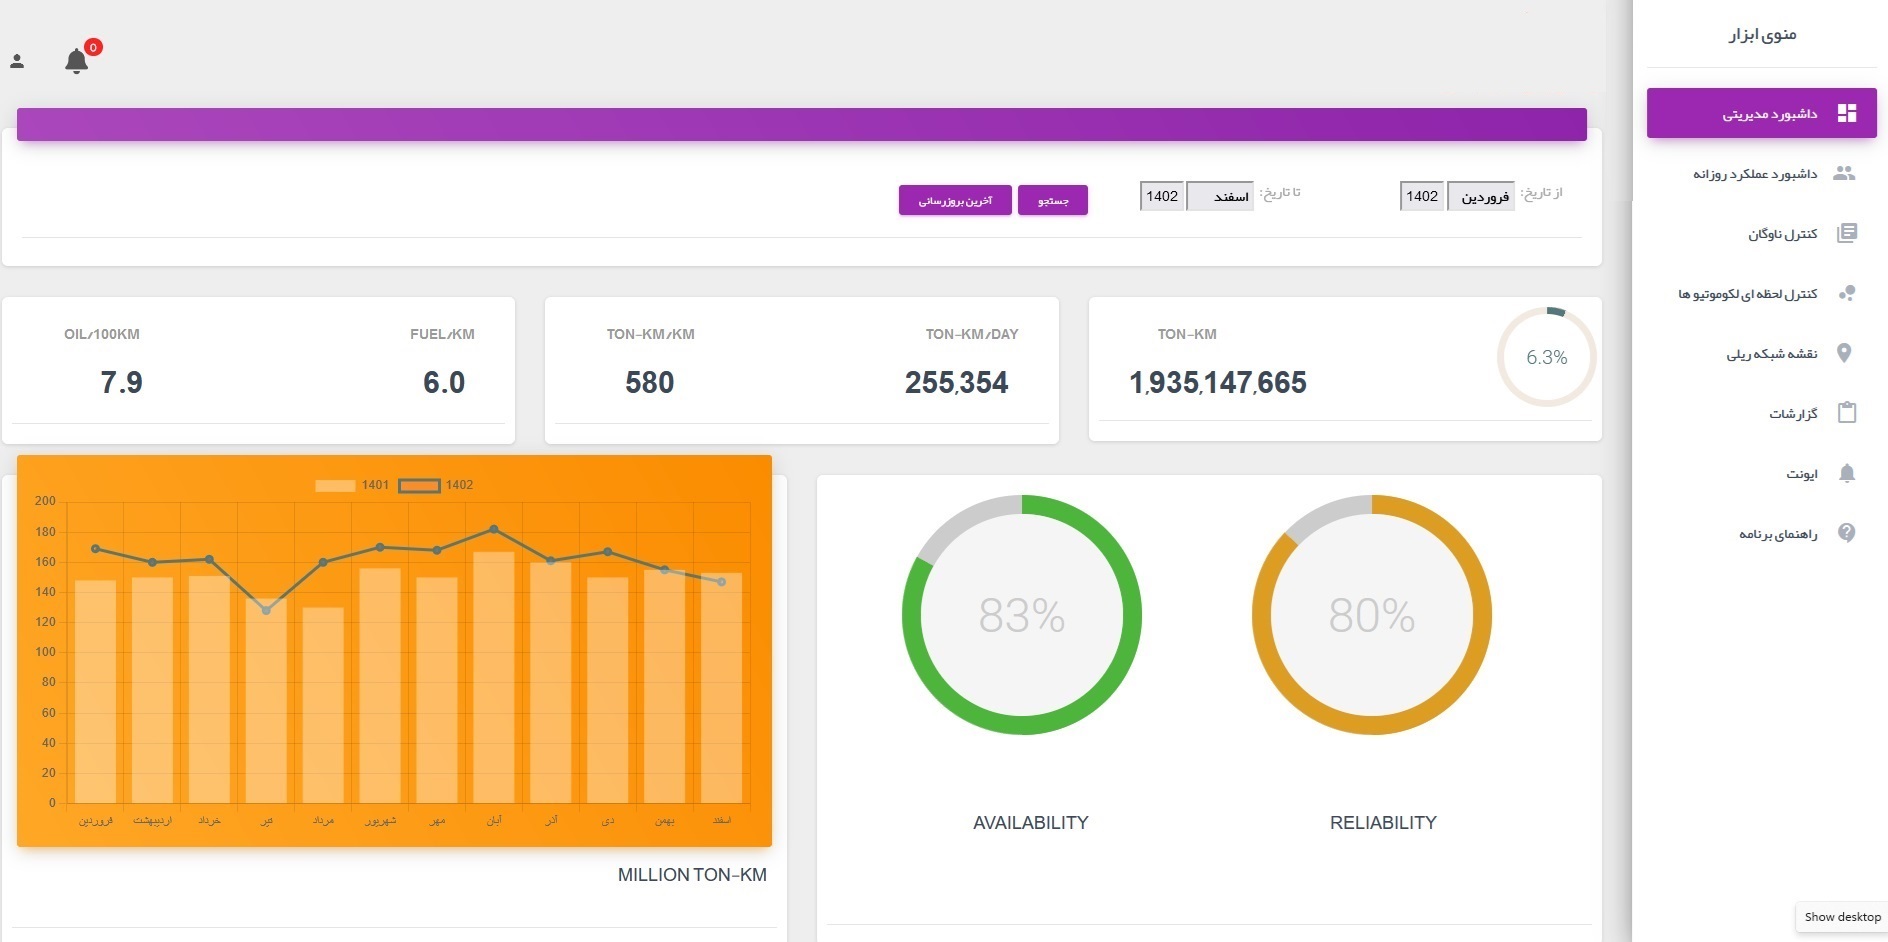 منوی ابزار
داشبورد مدیریتی
داشبورد عملکرد روزانه
کنترل ناوگان
کنترل لحظه ای لکوموتیو ها
نقشه شبکه ریلی
گزارشات
ایونت
راهنمای برنامه
0
از تاریخ: فروردین 1402
تا تاریخ: اسفند 1402
جستجو
آخرین بروزرسانی
OIL/100KM
7.9
FUEL/KM
6.0
TON-KM/KM
580
TON-KM/DAY
255,354
TON-KM
1,935,147,665
6.3%
1401 1402
200
180
160
140
120
100
80
60
40
20
0
فروردین اردیبهشت خرداد تیر مرداد شهریور مهر آبان آذر دی بهمن اسفند
MILLION TON-KM
83%
AVAILABILITY
80%
RELIABILITY
Show desktop